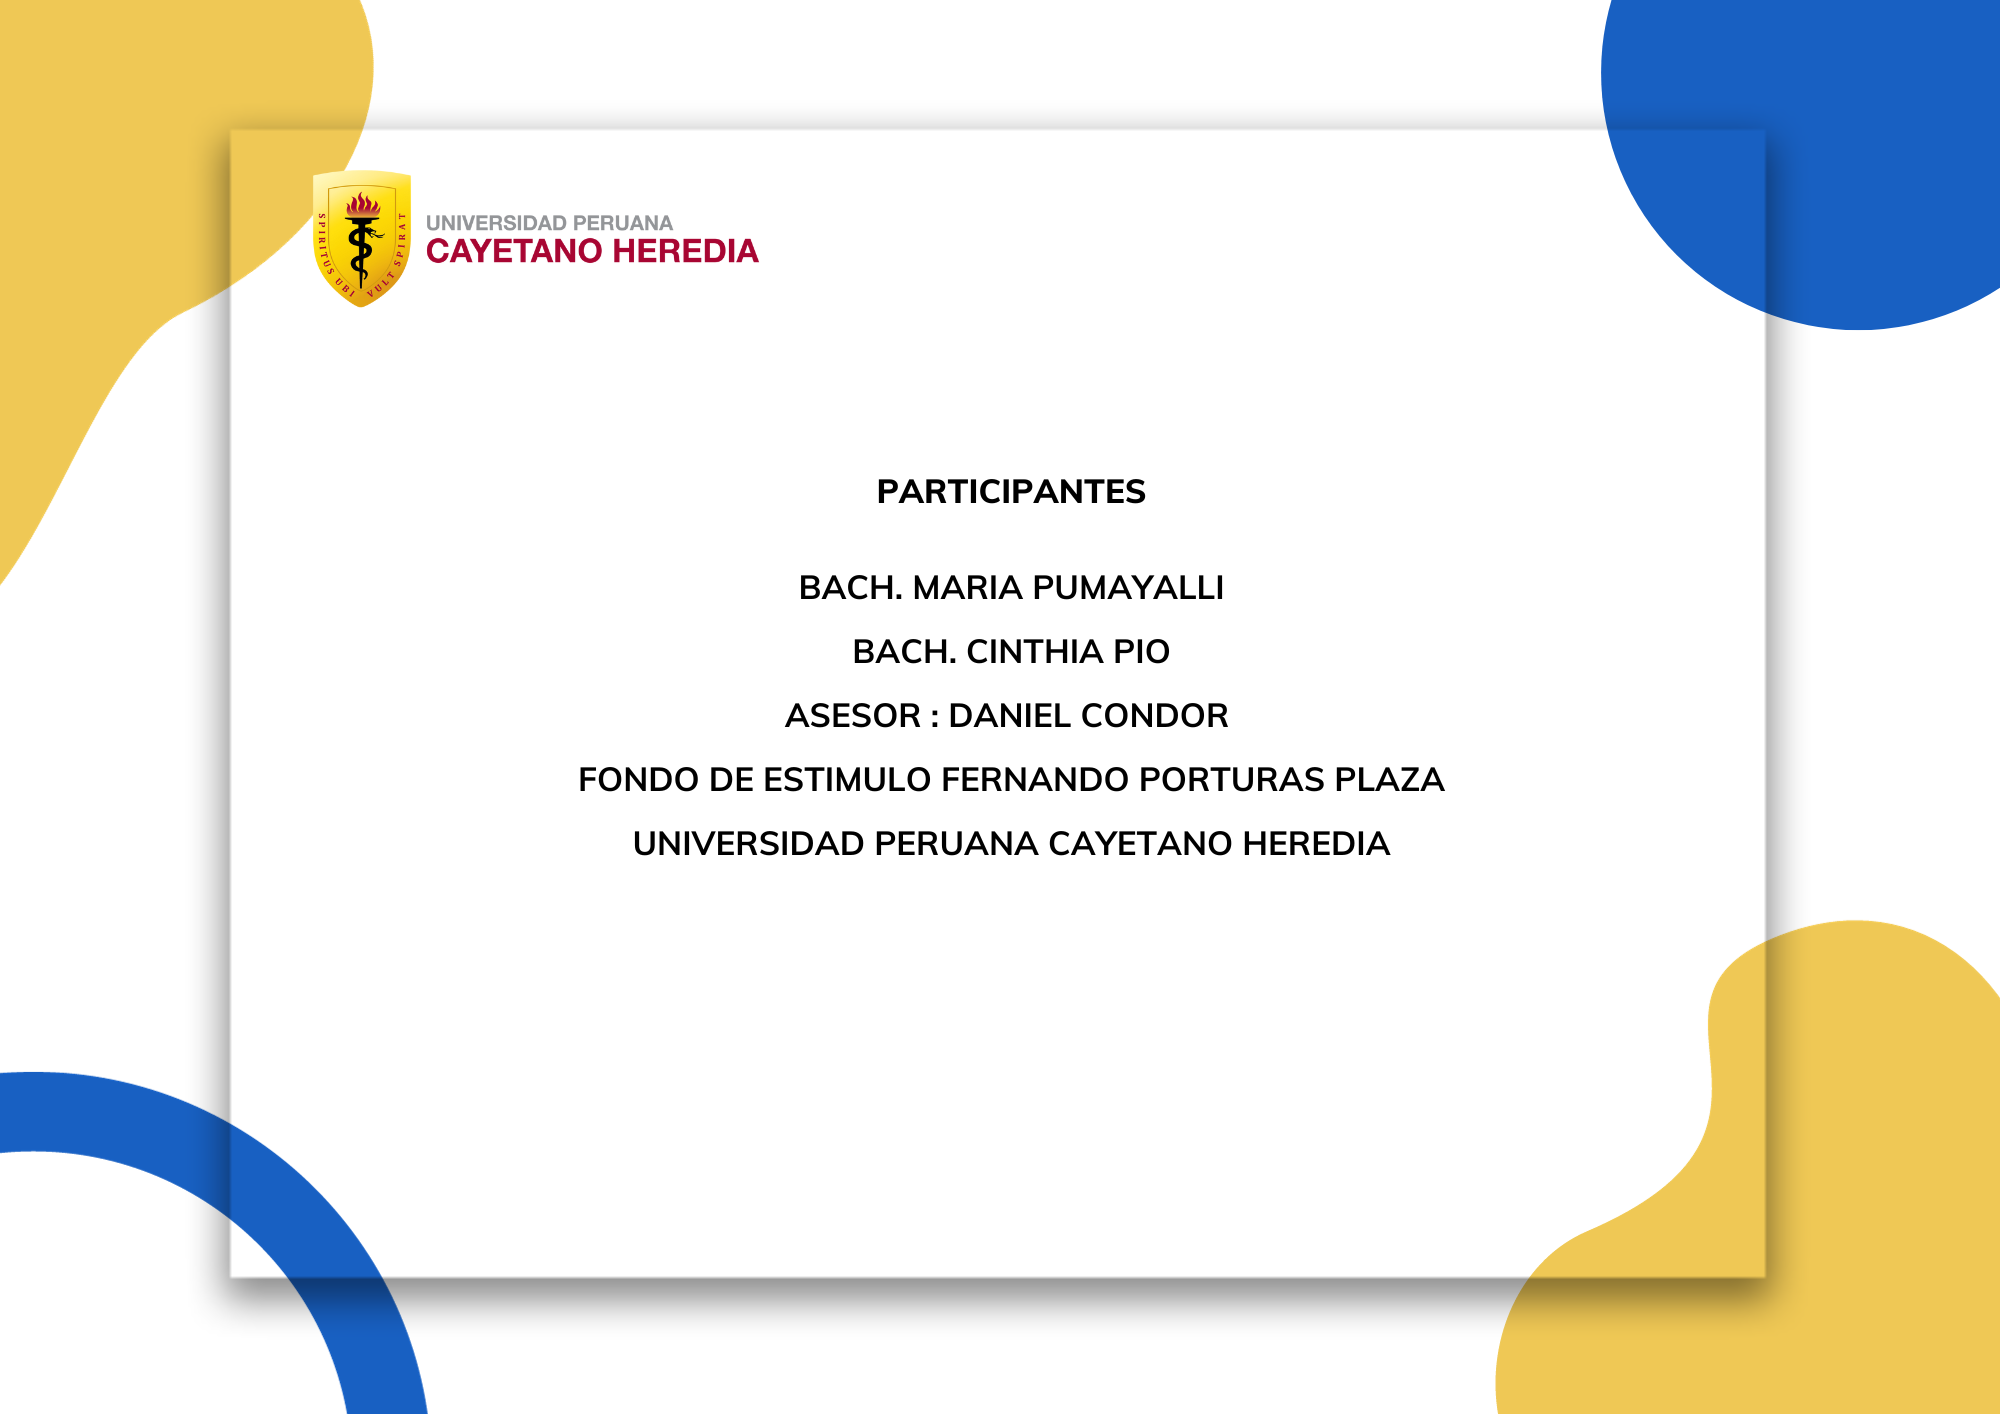 SPIRITUS UBI VULT SPIRAT
UNIVERSIDAD PERUANA
CAYETANO HEREDIA
PARTICIPANTES
BACH. MARIA PUMAYALLI
BACH. CINTHIA PIO
ASESOR : DANIEL CONDOR
FONDO DE ESTIMULO FERNANDO PORTURAS PLAZA
UNIVERSIDAD PERUANA CAYETANO HEREDIA